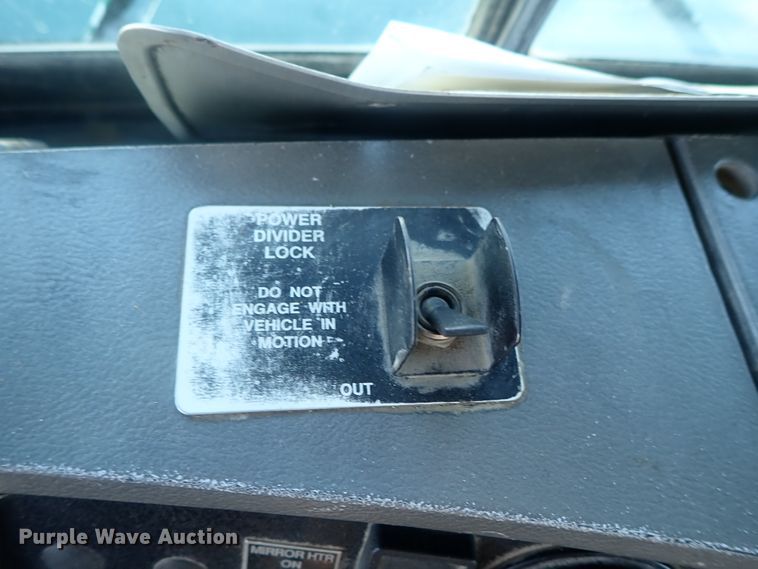 POWER
DIVIDER
LOCK
DO NOT
ENGAGE WITH
VEHICLE IN
MOTION
OUT
Purple Wave Auction
MIRROR HTR
ON